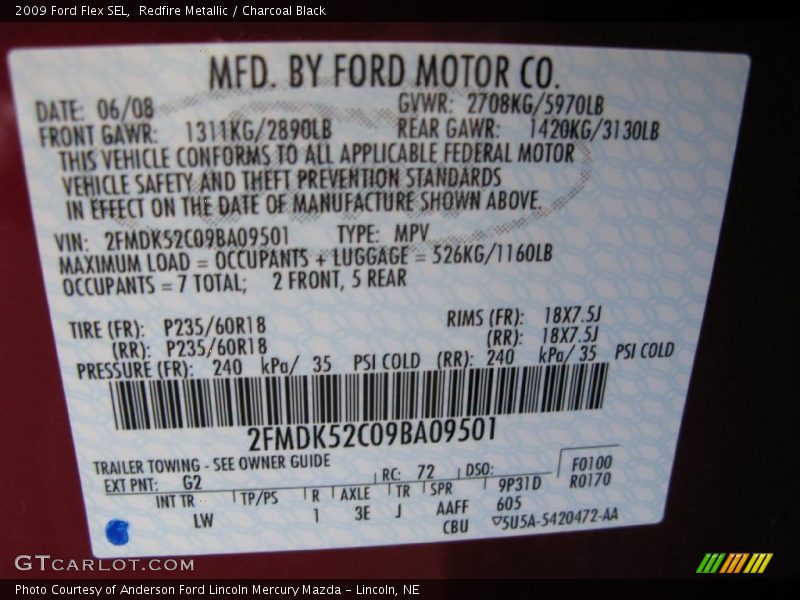 2009 Ford Flex SEL,  Redfire Metallic / Charcoal Black
MFD. BY FORD MOTOR CO.
DATE: 06/08 GVWR: 2708KG/5970LB
FRONT GAWR: 1311KG/2890LB REAR GAWR: 1420KG/3130LB
THIS VEHICLE CONFORMS TO ALL APPLICABLE FEDERAL MOTOR
VEHICLE SAFETY AND THEFT PREVENTION STANDARDS
IN EFFECT ON THE DATE OF MANUFACTURE SHOWN ABOVE.
VIN: 2FMDK52C09BA09501 TYPE: MPV
MAXIMUM LOAD = OCCUPANTS + LUGGAGE = 526KG/1160LB
OCCUPANTS = 7 TOTAL; 2 FRONT, 5 REAR
TIRE (FR): P235/60R18 RIMS (FR): 18X7.5J
(RR): P235/60R18 (RR): 18X7.5J
PRESSURE (FR): 240 kPa/ 35 PSI COLD (RR): 240 kPa/ 35 PSI COLD
2FMDK52C09BA09501
TRAILER TOWING - SEE OWNER GUIDE
EXT PNT: G2 RC: 72 DSO: F0100
R0170
INT TR TP/PS R AXLE TR SPR 9P31D
LW 1 3E J AAFF 605
CBU 5U5A-5420472-AA
GTCARLOT.COM
Photo Courtesy of Anderson Ford Lincoln Mercury Mazda - Lincoln, NE